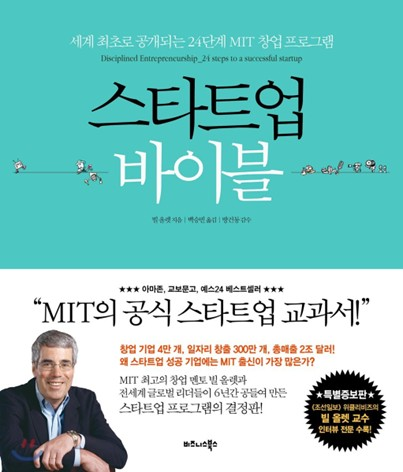 세계 최초로 공개되는 24단계 MIT 창업 프로그램
Disciplined Entrepreneurship_24 steps to a successful startup
스타트업
바이블
빌 올렛 지음 / 백승빈 옮김 / 방건동 감수
★★★ 아마존, 교보문고, 예스24 베스트셀러 ★★★
“MIT의 공식 스타트업 교과서!”
창업 기업 4만 개, 일자리 창출 300만 개, 총매출 2조 달러!
왜 스타트업 성공 기업에는 MIT 출신이 가장 많은가?
MIT 최고의 창업 멘토 빌 올렛과
전세계 글로벌 리더들이 6년간 공들여 만든
스타트업 프로그램의 결정판!
★특별증보판★
〈조선일보〉 위클리비즈의
빌 올렛 교수
인터뷰 전문 수록!
비즈니스북스